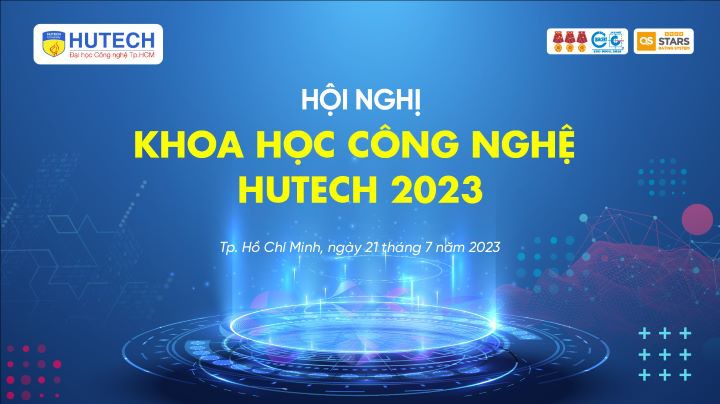 HUTECH
Đại học Công nghệ Tp.HCM
QS STARS
RATING SYSTEM
HỘI NGHỊ
KHOA HỌC CÔNG NGHỆ
HUTECH 2023
Tp. Hồ Chí Minh, ngày 21 tháng 7 năm 2023